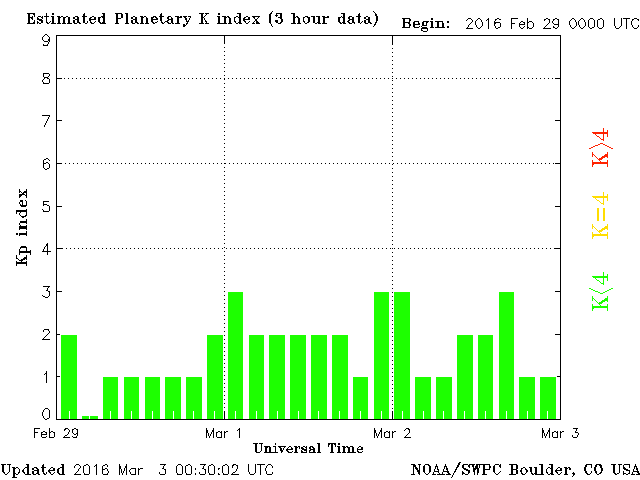 Estimated Planetary K index (3 hour data)
Begin: 2016 Feb 29 0000 UTC
9
8
7
6
5
4
3
2
1
0
Kp index
K>4
K=4
K<4
Feb 29 Mar 1 Mar 2 Mar 3
Universal Time
Updated 2016 Mar 3 00:30:02 UTC
NOAA/SWPC Boulder, CO USA